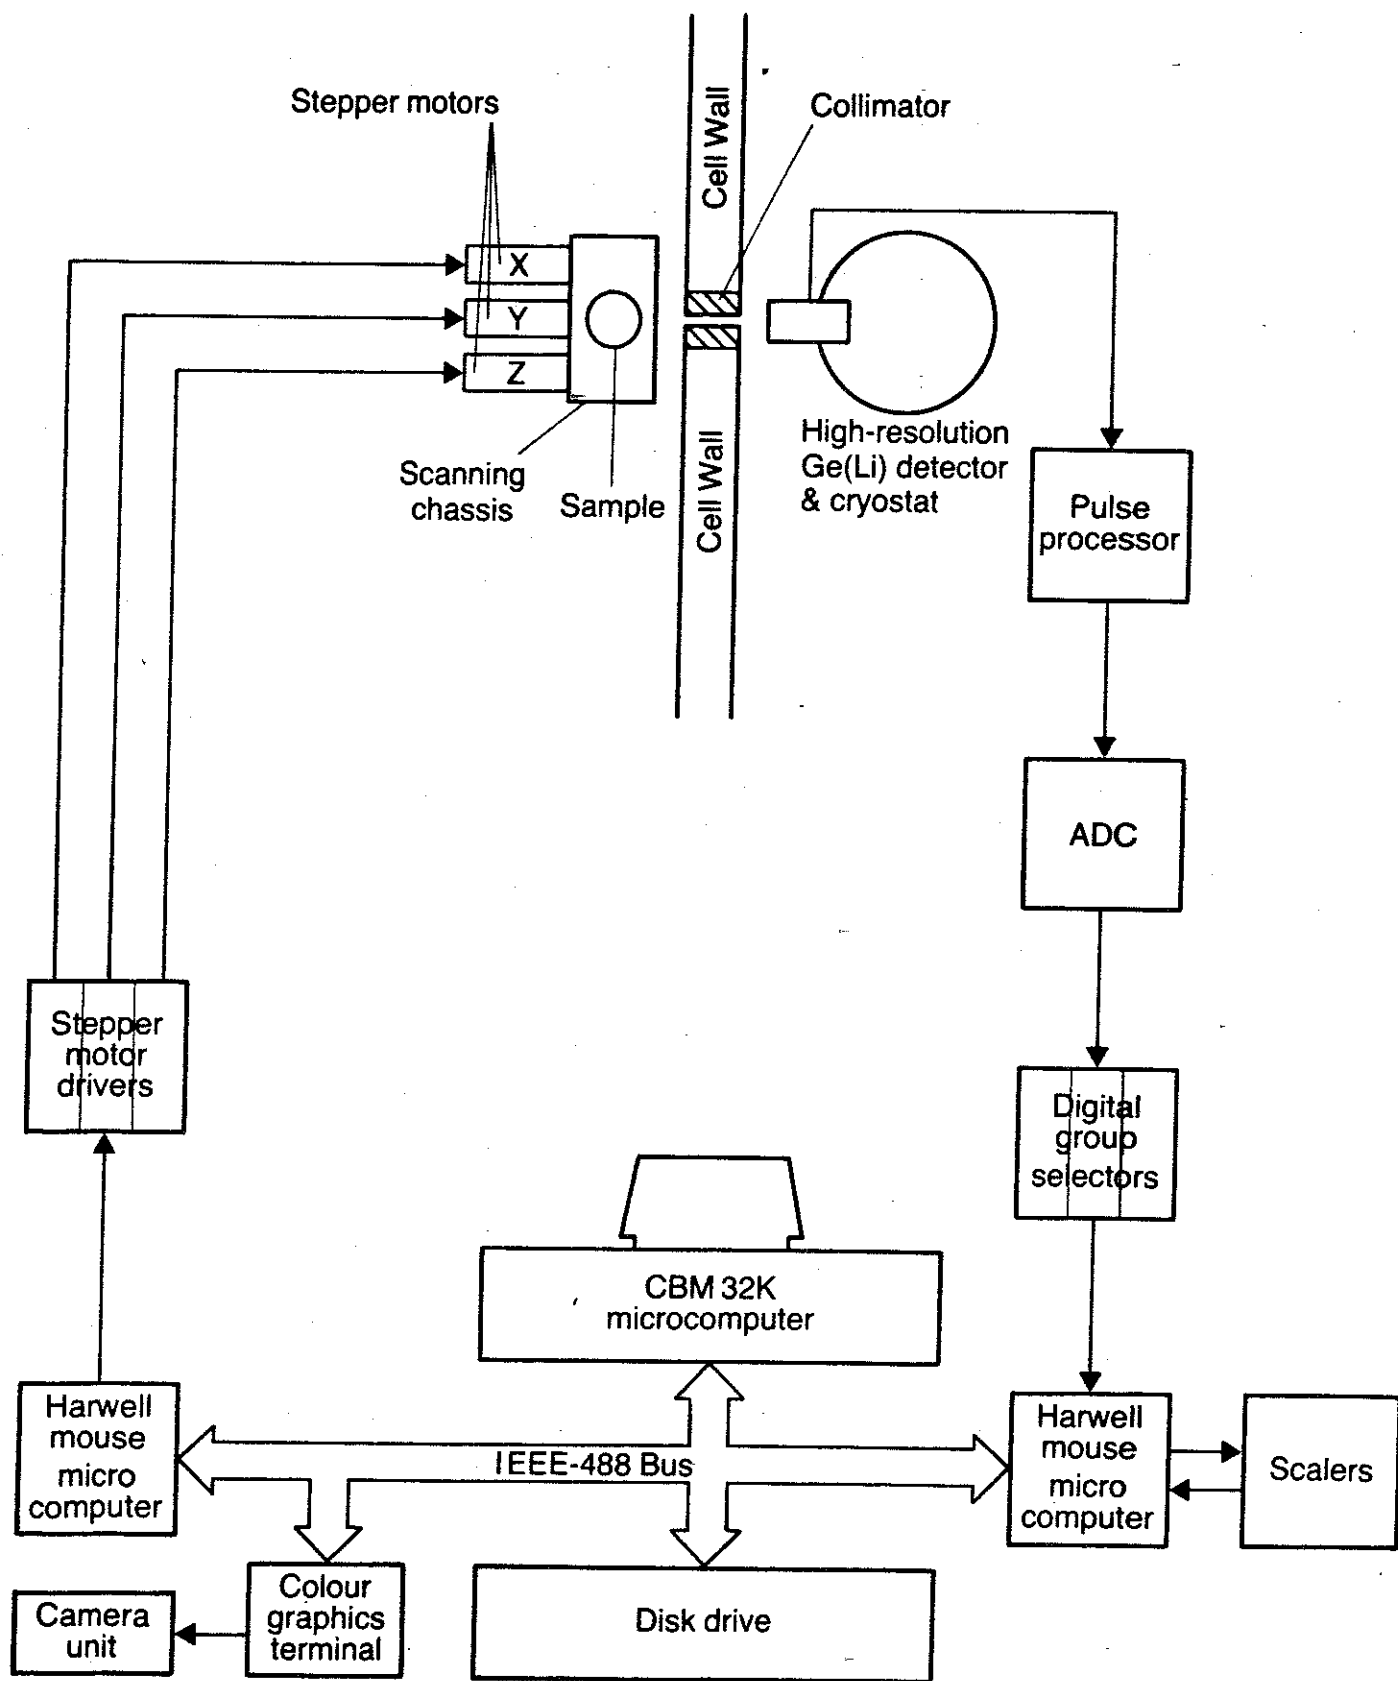 Stepper motors
Collimator
Cell Wall
X
Y
Z
Scanning
chassis
Sample
Cell Wall
High-resolution
Ge(Li) detector
& cryostat
Pulse
processor
ADC
Stepper
motor
drivers
Digital
group
selectors
CBM 32K
microcomputer
Harwell
mouse
micro
computer
IEEE-488 Bus
Harwell
mouse
micro
computer
Scalers
Colour
graphics
terminal
Camera
unit
Disk drive